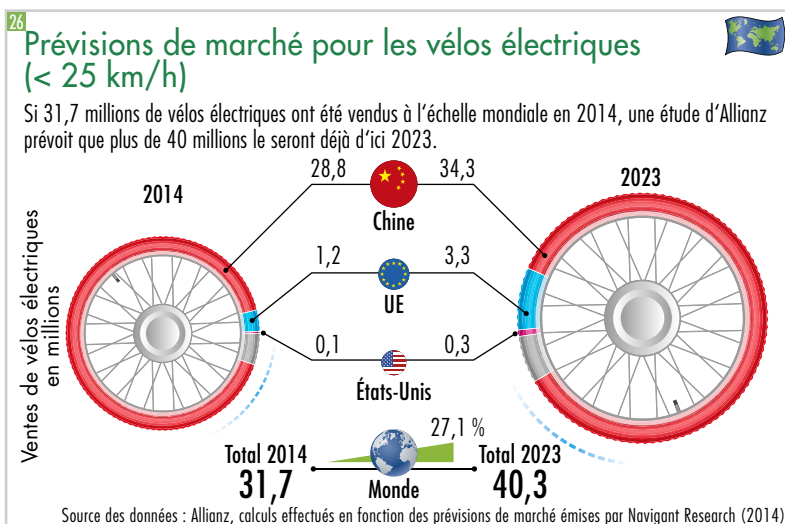 26
Prévisions de marché pour les vélos électriques
(< 25 km/h)
Si 31,7 millions de vélos électriques ont été vendus à l'échelle mondiale en 2014, une étude d'Allianz
prévoit que plus de 40 millions le seront déjà d'ici 2023.
Ventes de vélos électriques
en millions
2014
28,8
34,3
2023
Chine
1,2
3,3
UE
0,1
0,3
États-Unis
27,1 %
Total 2014
Total 2023
31,7
Monde
40,3
Source des données : Allianz, calculs effectués en fonction des prévisions de marché émises par Navigant Research (2014)